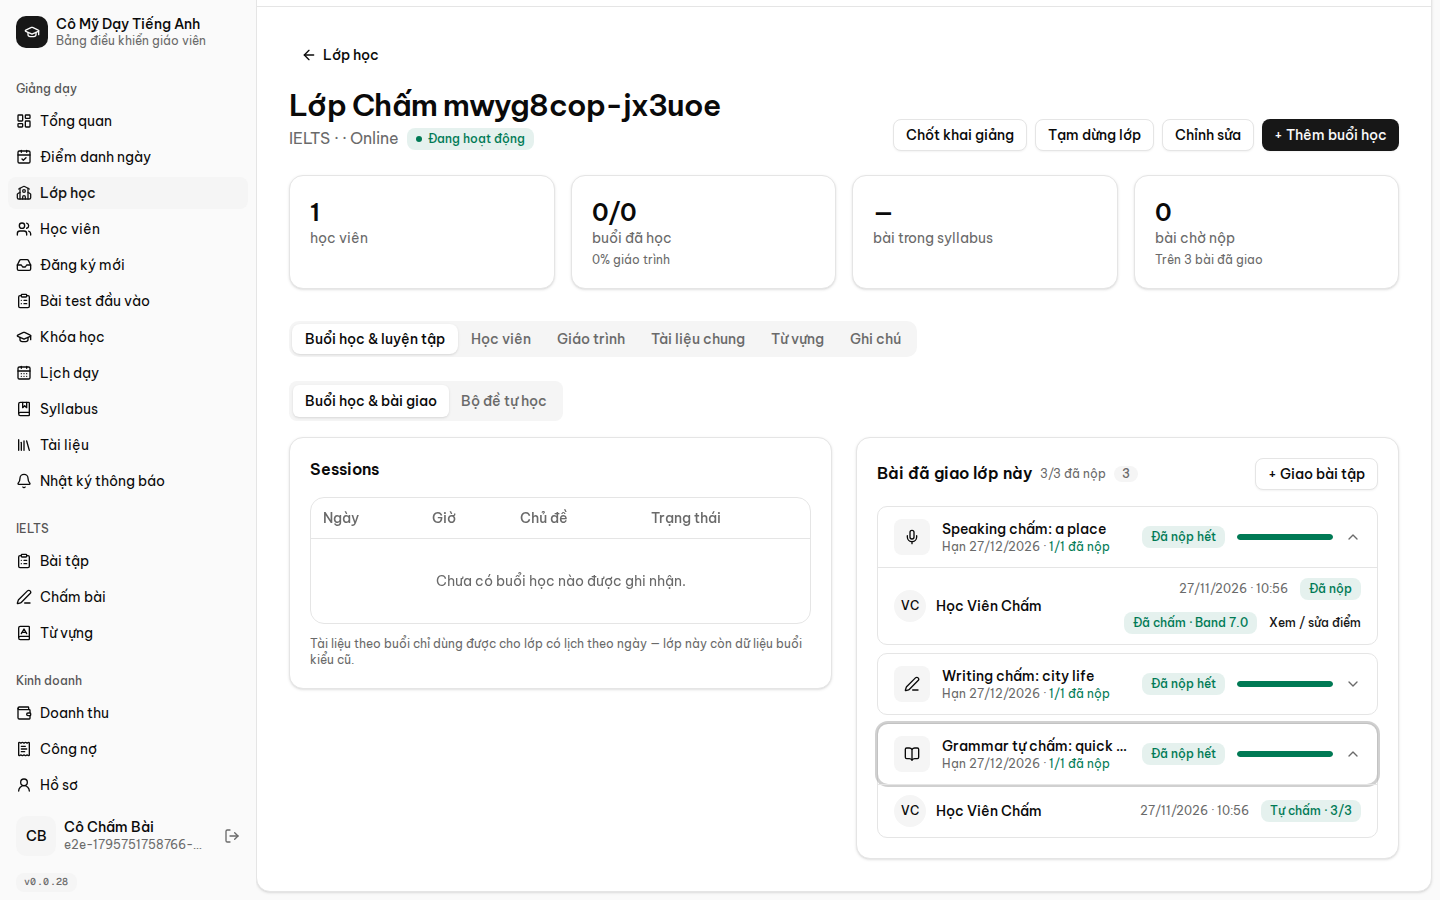 Cô Mỹ Dạy Tiếng Anh
Bảng điều khiển giáo viên
Giảng dạy
Tổng quan
Điểm danh ngày
Lớp học
Học viên
Đăng ký mới
Bài test đầu vào
Khóa học
Lịch dạy
Syllabus
Tài liệu
Nhật ký thông báo
IELTS
Bài tập
Chấm bài
Từ vựng
Kinh doanh
Doanh thu
Công nợ
Hồ sơ
CB
Cô Chấm Bài
e2e-1795751758766-...
v0.0.28
Lớp học
Lớp Chấm mwyg8cop-jx3uoe
IELTS · · Online
Đang hoạt động
Chốt khai giảng
Tạm dừng lớp
Chỉnh sửa
+ Thêm buổi học
1
học viên
0/0
buổi đã học
0% giáo trình
—
bài trong syllabus
0
bài chờ nộp
Trên 3 bài đã giao
Buổi học & luyện tập
Học viên
Giáo trình
Tài liệu chung
Từ vựng
Ghi chú
Buổi học & bài giao
Bộ đề tự học
Sessions
Ngày Giờ Chủ đề Trạng thái
Chưa có buổi học nào được ghi nhận.
Tài liệu theo buổi chỉ dùng được cho lớp có lịch theo ngày — lớp này còn dữ liệu buổi
kiểu cũ.
Bài đã giao lớp này 3/3 đã nộp 3
+ Giao bài tập
Speaking chấm: a place
Hạn 27/12/2026 · 1/1 đã nộp
Đã nộp hết
VC
Học Viên Chấm
27/11/2026 · 10:56
Đã nộp
Đã chấm · Band 7.0
Xem / sửa điểm
Writing chấm: city life
Hạn 27/12/2026 · 1/1 đã nộp
Đã nộp hết
Grammar tự chấm: quick ...
Hạn 27/12/2026 · 1/1 đã nộp
Đã nộp hết
VC
Học Viên Chấm
27/11/2026 · 10:56
Tự chấm · 3/3